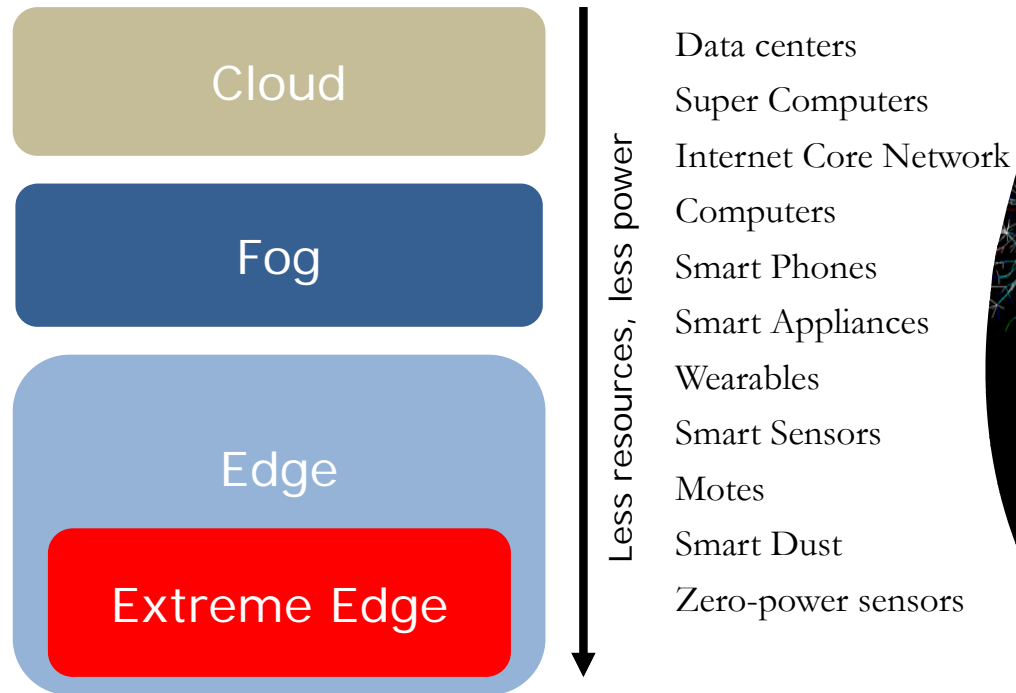 Cloud
Fog
Edge
Extreme Edge
Less resources, less power
Data centers
Super Computers
Internet Core Network
Computers
Smart Phones
Smart Appliances
Wearables
Smart Sensors
Motes
Smart Dust
Zero-power sensors